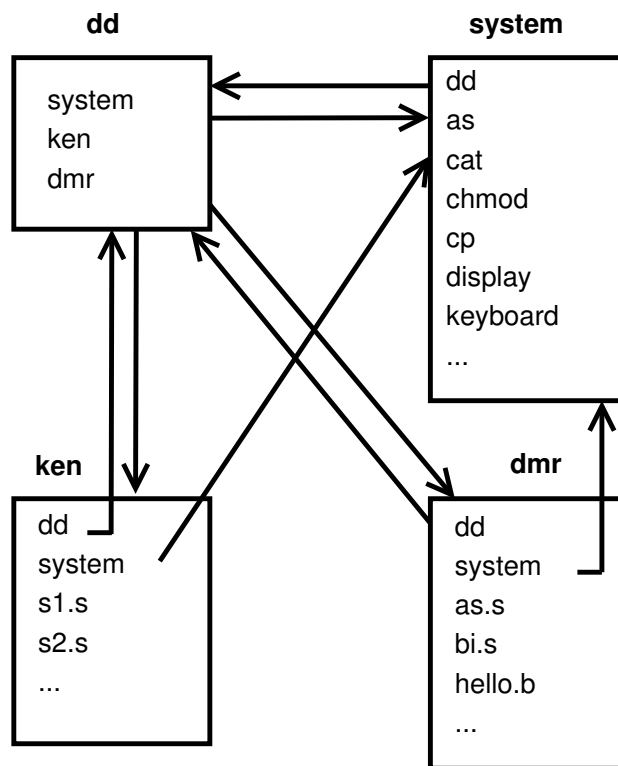 dd
system
ken
dmr
system
dd
as
cat
chmod
cp
display
keyboard
...
ken
dd
system
s1.s
s2.s
...
dmr
dd
system
as.s
bi.s
hello.b
...